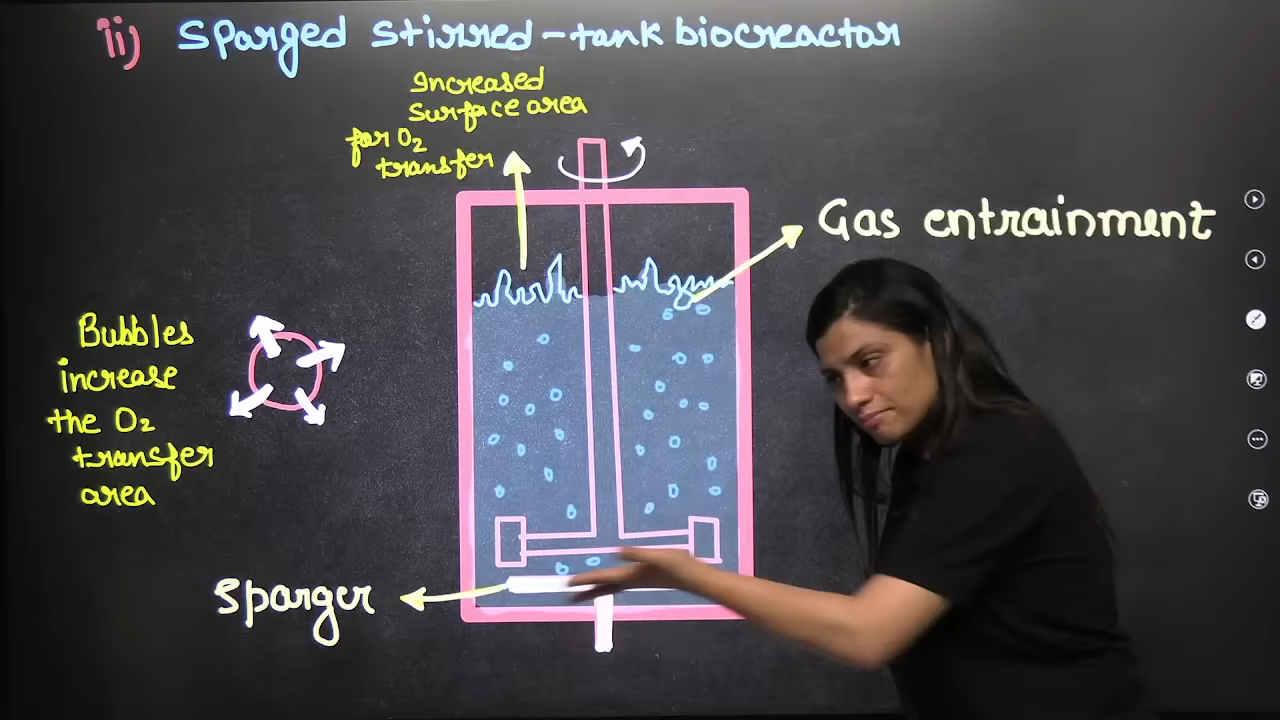 ii) Sparged stirred-tank biocreactor
Increased
surface area
for O₂
transfer
Gas entrainment
Bubbles
increase
the O₂
transfer
area
Sparger